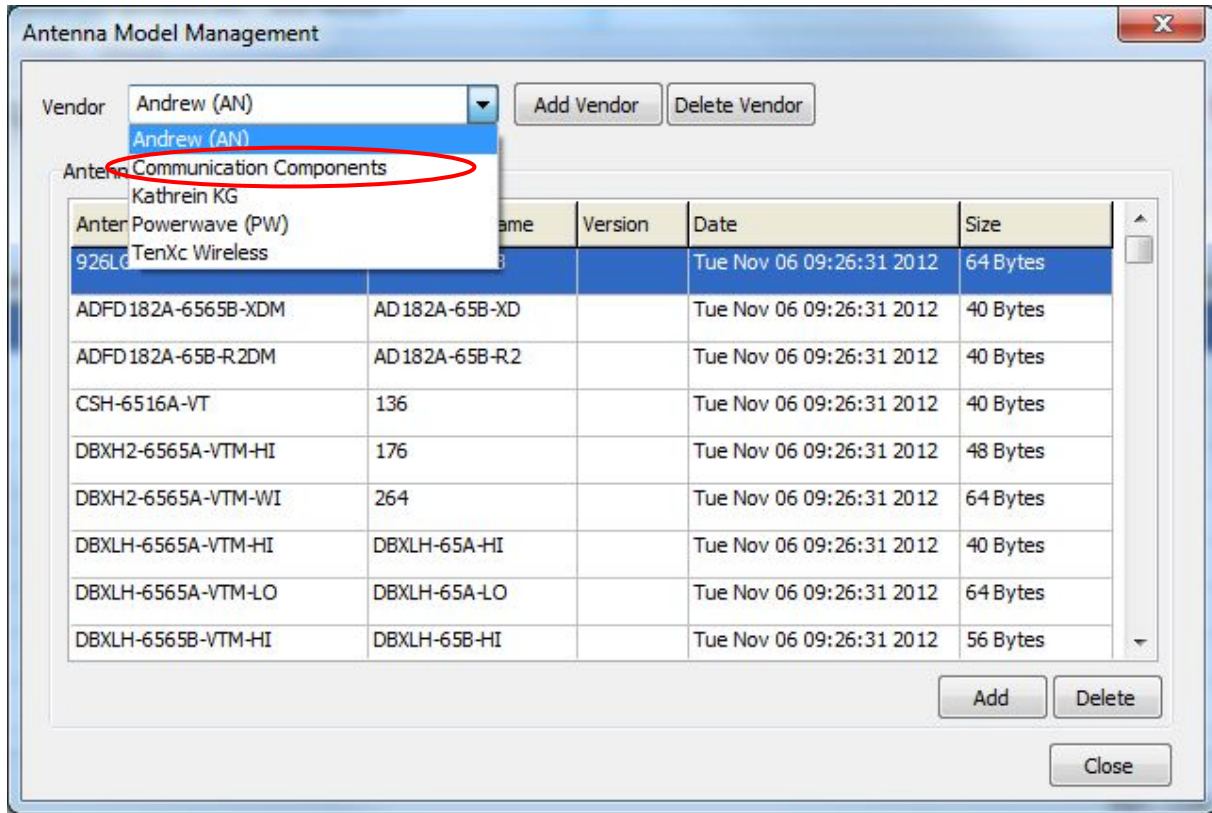 Antenna Model Management
X
Vendor Andrew (AN) Add Vendor Delete Vendor
Andrew (AN)
Communication Components
Kathrein KG
Powerwave (PW)
TenXc Wireless
Version Date Size
Tue Nov 06 09:26:31 2012 64 Bytes
ADFD182A-6565B-XDM AD182A-65B-XD Tue Nov 06 09:26:31 2012 40 Bytes
ADFD182A-65B-R2DM AD182A-65B-R2 Tue Nov 06 09:26:31 2012 40 Bytes
CSH-6516A-VT 136 Tue Nov 06 09:26:31 2012 40 Bytes
DBXH2-6565A-VTM-HI 176 Tue Nov 06 09:26:31 2012 48 Bytes
DBXH2-6565A-VTM-WI 264 Tue Nov 06 09:26:31 2012 64 Bytes
DBXLH-6565A-VTM-HI DBXLH-65A-HI Tue Nov 06 09:26:31 2012 40 Bytes
DBXLH-6565A-VTM-LO DBXLH-65A-LO Tue Nov 06 09:26:31 2012 64 Bytes
DBXLH-6565B-VTM-HI DBXLH-65B-HI Tue Nov 06 09:26:31 2012 56 Bytes
Add Delete
Close